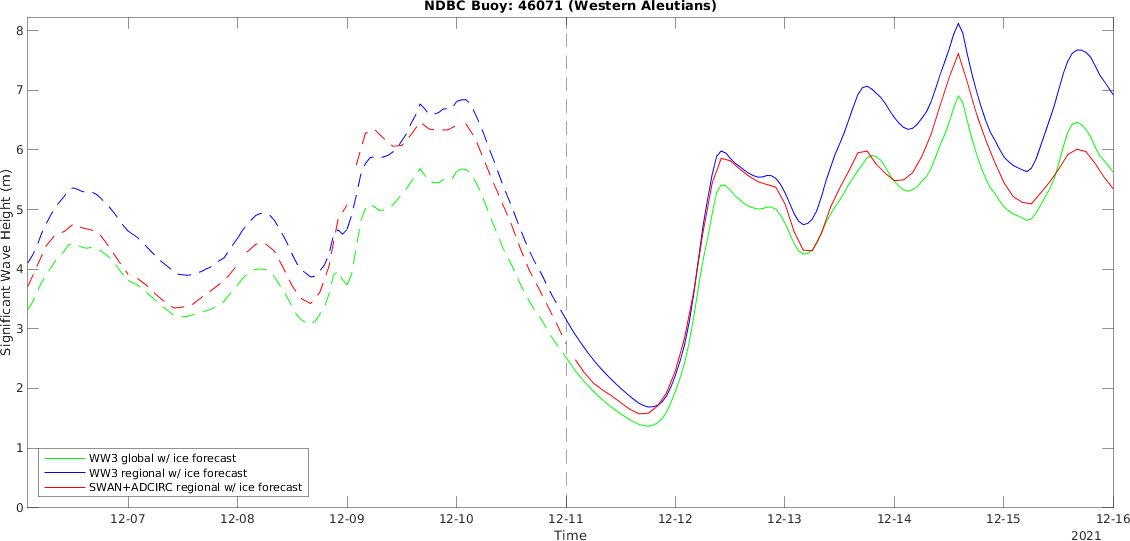 NDBC Buoy: 46071 (Western Aleutians)
Significant Wave Height (m)
8
7
6
5
4
3
2
1
0
WW3 global w/ ice forecast
WW3 regional w/ ice forecast
SWAN+ADCIRC regional w/ ice forecast
12-07 12-08 12-09 12-10 12-11 12-12 12-13 12-14 12-15 12-16
Time
2021